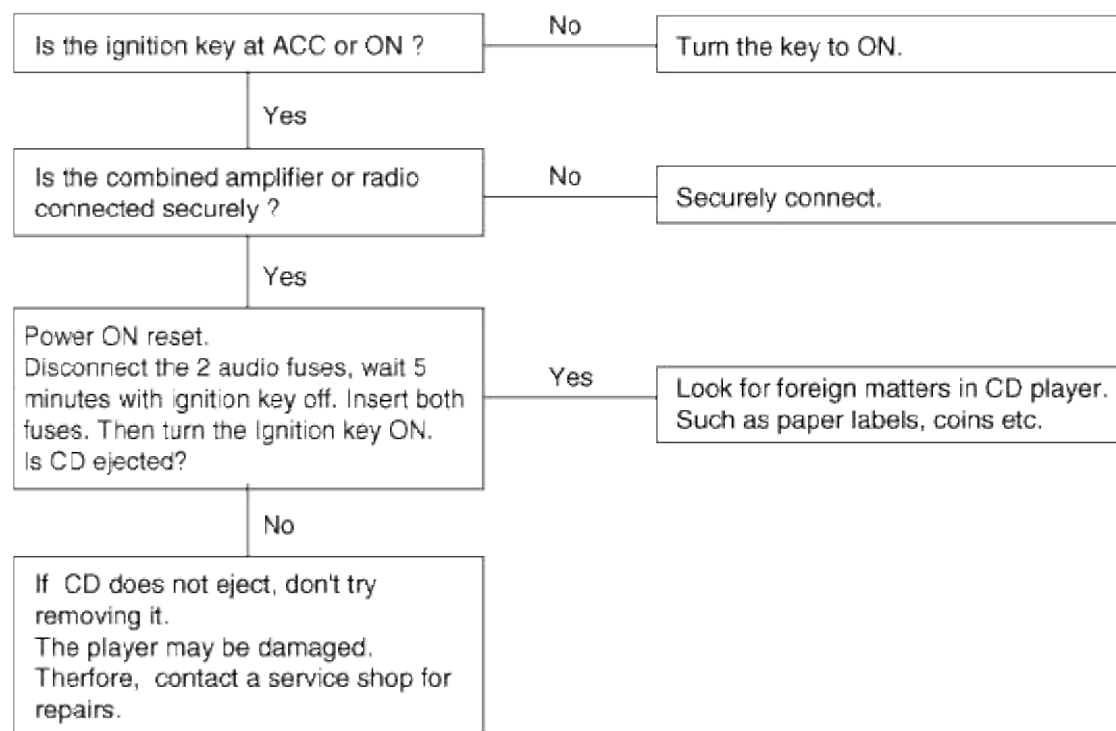 Is the ignition key at ACC or ON ?
No
Turn the key to ON.
Yes
Is the combined amplifier or radio
connected securely ?
No
Securely connect.
Yes
Power ON reset.
Disconnect the 2 audio fuses, wait 5
minutes with ignition key off. Insert both
fuses. Then turn the Ignition key ON.
Is CD ejected?
Yes
Look for foreign matters in CD player.
Such as paper labels, coins etc.
No
If CD does not eject, don't try
removing it.
The player may be damaged.
Therfore, contact a service shop for
repairs.